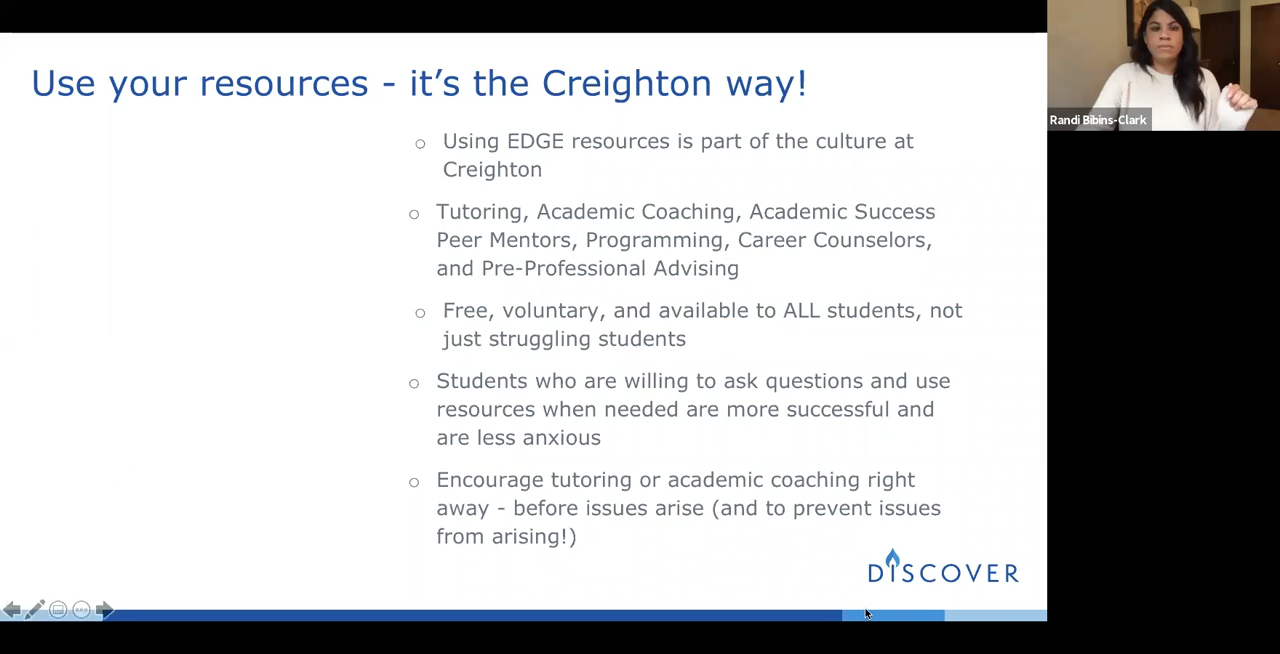 Use your resources - it’s the Creighton way!
Randi Bibins-Clark
○ Using EDGE resources is part of the culture at
Creighton
○ Tutoring, Academic Coaching, Academic Success
Peer Mentors, Programming, Career Counselors,
and Pre-Professional Advising
○ Free, voluntary, and available to ALL students, not
just struggling students
○ Students who are willing to ask questions and use
resources when needed are more successful and
are less anxious
○ Encourage tutoring or academic coaching right
away - before issues arise (and to prevent issues
from arising!)
DISCOVER